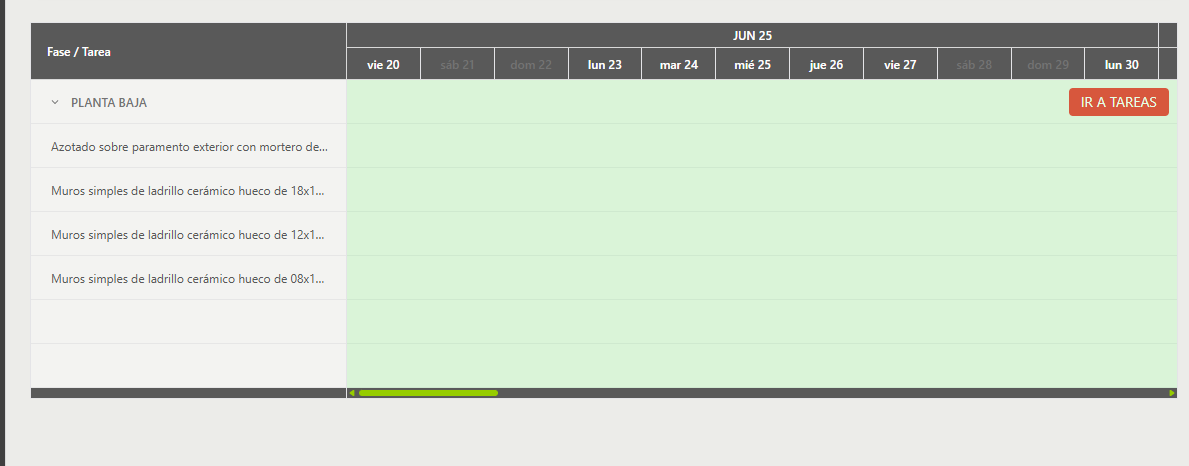 Fase / Tarea
JUN 25
vie 20 sáb 21 dom 22 lun 23 mar 24 mié 25 jue 26 vie 27 sáb 28 dom 29 lun 30
PLANTA BAJA
IR A TAREAS
Azotado sobre paramento exterior con mortero de...
Muros simples de ladrillo cerámico hueco de 18x1...
Muros simples de ladrillo cerámico hueco de 12x1...
Muros simples de ladrillo cerámico hueco de 08x1...